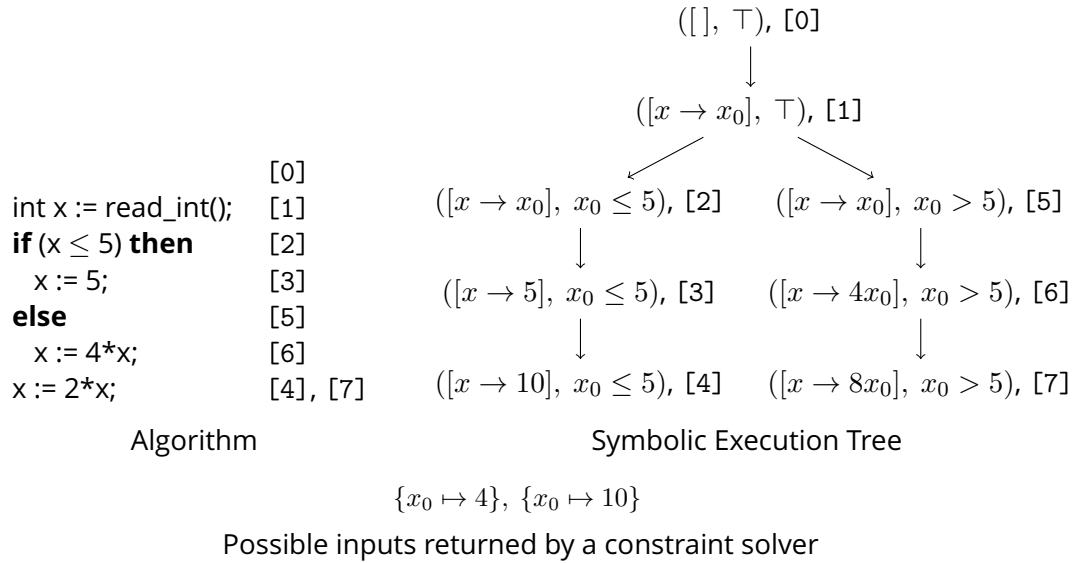 ([ ], ⊤), [0]
([x → x₀], ⊤), [1]
[0]
int x := read_int(); [1]
if (x ≤ 5) then [2]
x := 5; [3]
else [5]
x := 4*x; [6]
x := 2*x; [4], [7]
([x → x₀], x₀ ≤ 5), [2] ([x → x₀], x₀ > 5), [5]
([x → 5], x₀ ≤ 5), [3] ([x → 4x₀], x₀ > 5), [6]
([x → 10], x₀ ≤ 5), [4] ([x → 8x₀], x₀ > 5), [7]
Algorithm
Symbolic Execution Tree
{x₀ ↦ 4}, {x₀ ↦ 10}
Possible inputs returned by a constraint solver